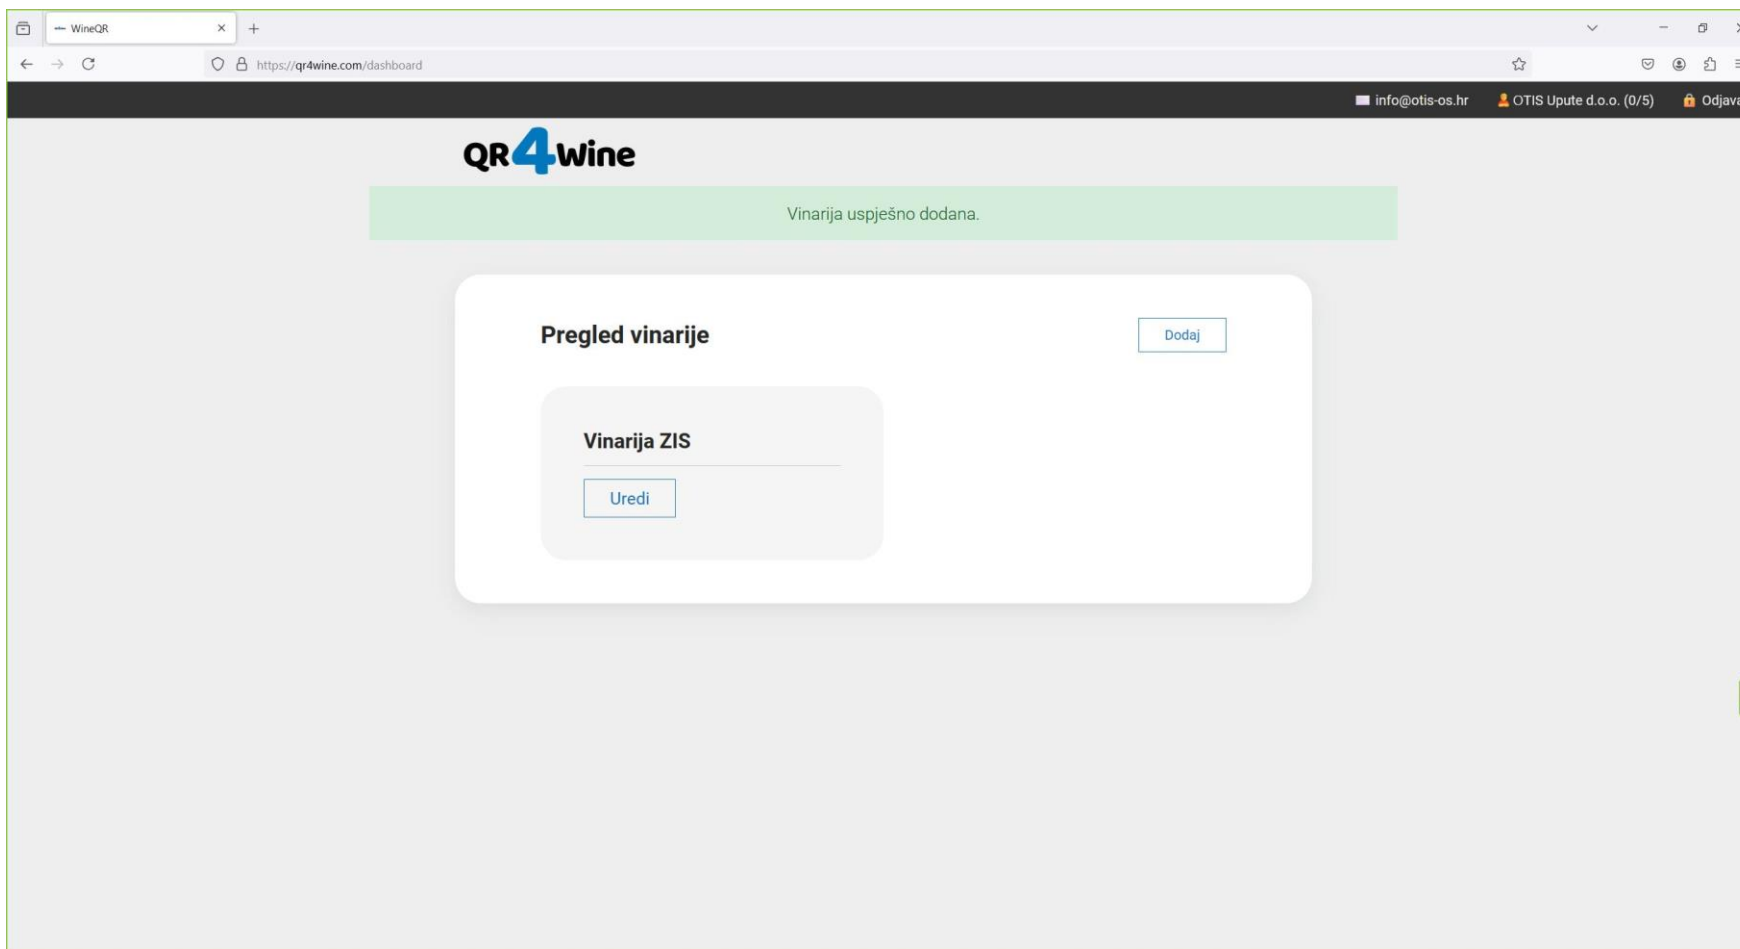 WineQR
https://qr4wine.com/dashboard
info@otis-os.hr OTIS Upute d.o.o. (0/5) Odjava
QR4Wine
Vinarija uspješno dodana.
Pregled vinarije
Dodaj
Vinarija ZIS
Uredi